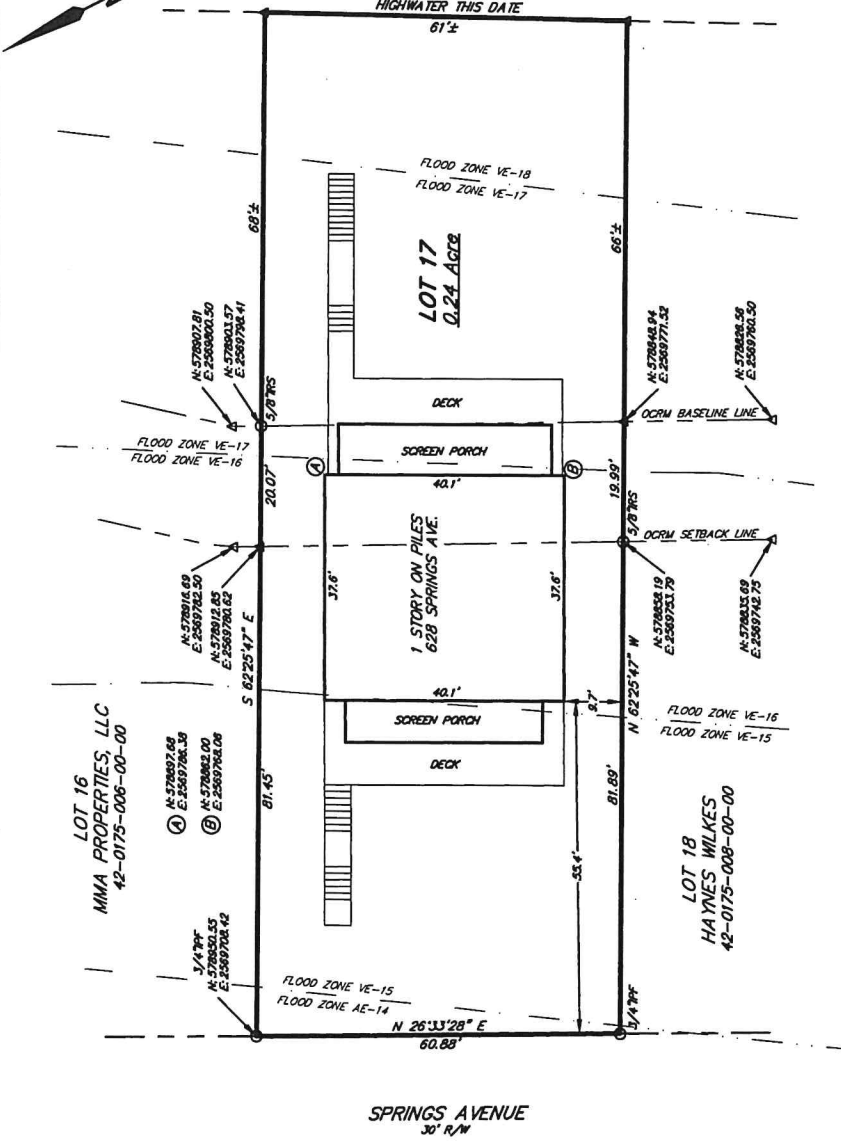 HIGHWATER THIS DATE
61'±
FLOOD ZONE VE-18
FLOOD ZONE VE-17
68'±
66'±
LOT 17
0.24 Acre
N:578907.81
E:2569800.50
N:578903.57
E:2569798.41
5/8"RS
N:578848.94
E:2569771.52
N:578826.56
E:2569760.50
DECK
OCRM BASELINE LINE
FLOOD ZONE VE-17
FLOOD ZONE VE-16
SCREEN PORCH
A
B
40.1'
20.07'
19.99'
5/8"RS
OCRM SETBACK LINE
1 STORY ON PILES
628 SPRINGS AVE.
37.6'
37.6'
N:578916.69
E:2569782.50
N:578912.85
E:2569780.62
S 62°25'47" E
N:578858.19
E:2569753.79
N:578835.69
E:2569742.75
N 62°25'47" W
40.1'
9.7'
SCREEN PORCH
FLOOD ZONE VE-16
FLOOD ZONE VE-15
DECK
LOT 16
MMA PROPERTIES, LLC
42-0175-006-00-00
A N:578897.68
E:2569786.38
B N:578862.00
E:2569768.06
81.45'
81.89'
55.4'
LOT 18
HAYNES WILKES
42-0175-008-00-00
3/4"PF
N:578950.55
E:2569708.42
FLOOD ZONE VE-15
FLOOD ZONE AE-14
3/4"PF
N 26°33'28" E
60.88'
SPRINGS AVENUE
30' R/W